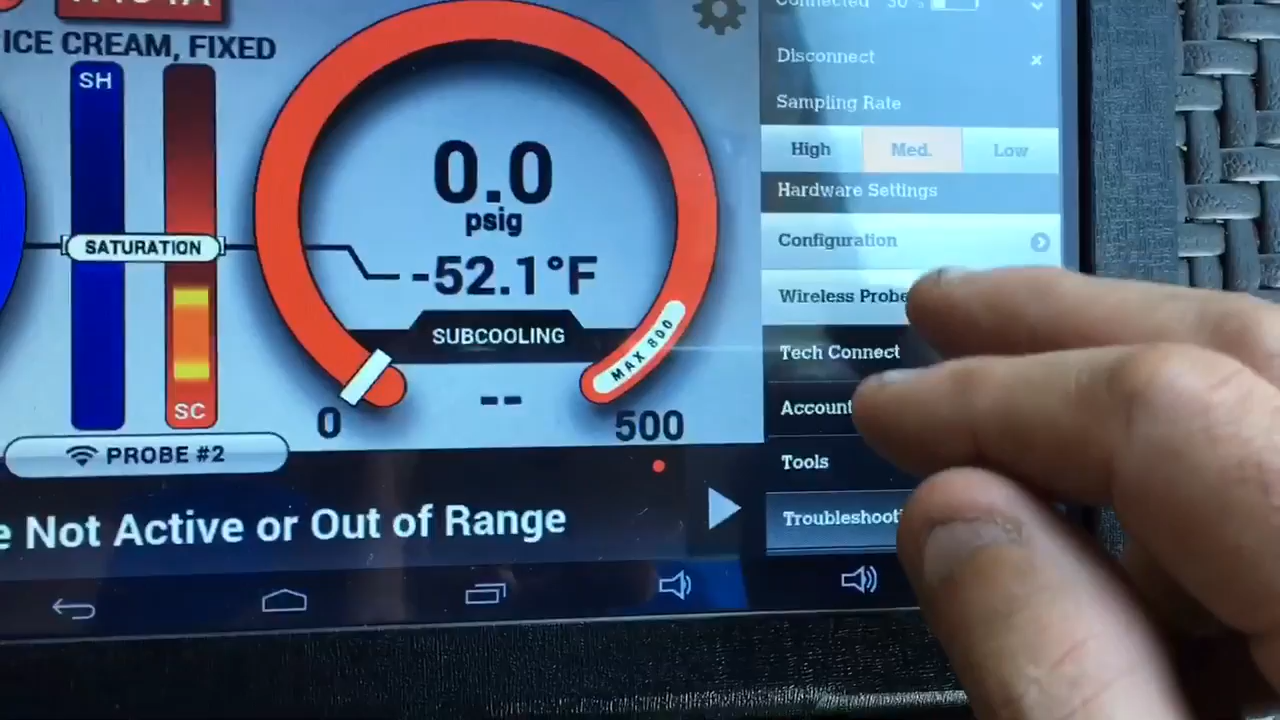 ICE CREAM, FIXED
SH
SATURATION
SC
PROBE #2
0.0
psig
-52.1°F
SUBCOOLING
--
MAX 800
0
500
Not Active or Out of Range
Connected
Disconnect
x
Sampling Rate
High
Med.
Low
Hardware Settings
Configuration
Wireless Probe
Tech Connect
Account
Tools
Troubleshoot